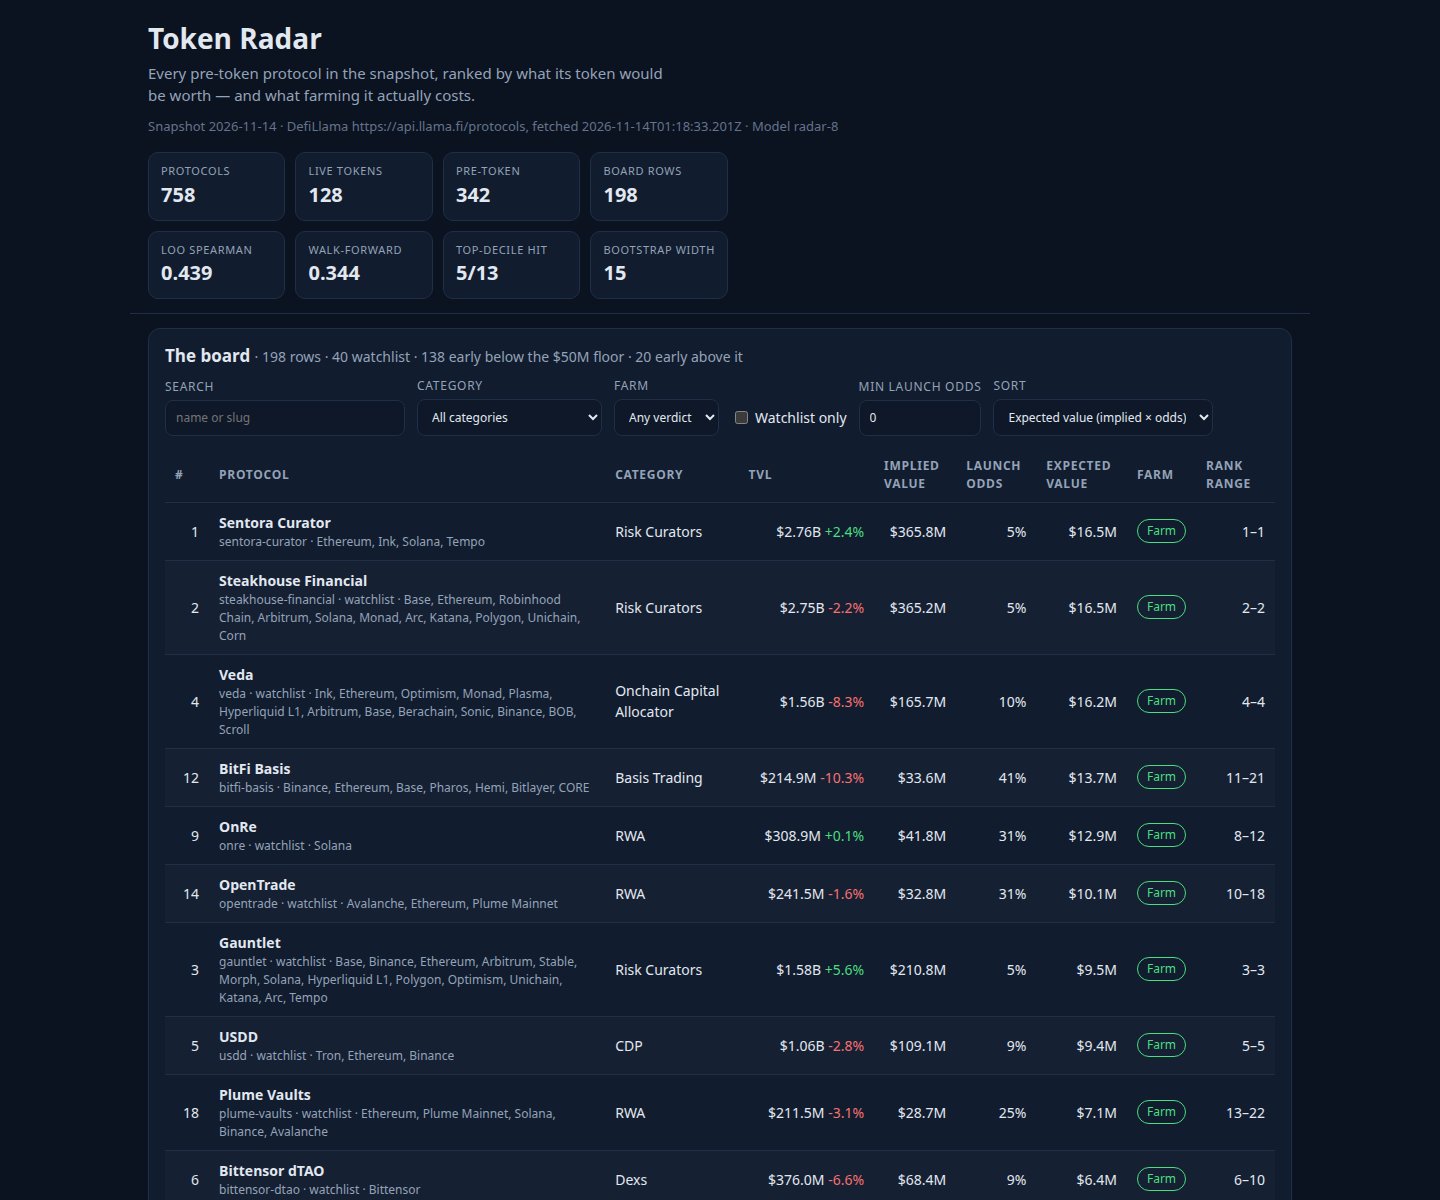 Token Radar
Every pre-token protocol in the snapshot, ranked by what its token would
be worth — and what farming it actually costs.
Snapshot 2026-11-14 · DefiLlama https://api.llama.fi/protocols, fetched 2026-11-14T01:18:33.201Z · Model radar-8
PROTOCOLS LIVE TOKENS PRE-TOKEN BOARD ROWS
758 128 342 198
LOO SPEARMAN WALK-FORWARD TOP-DECILE HIT BOOTSTRAP WIDTH
0.439 0.344 5/13 15
The board · 198 rows · 40 watchlist · 138 early below the $50M floor · 20 early above it
SEARCH CATEGORY FARM MIN LAUNCH ODDS SORT
name or slug All categories Any verdict Watchlist only 0 Expected value (implied × odds)
# PROTOCOL CATEGORY TVL IMPLIED VALUE LAUNCH ODDS EXPECTED VALUE FARM RANK RANGE
Sentora Curator
1 sentora-curator · Ethereum, Ink, Solana, Tempo Risk Curators $2.76B +2.4% $365.8M 5% $16.5M Farm 1–1
Steakhouse Financial
steakhouse-financial · watchlist · Base, Ethereum, Robinhood
2 Chain, Arbitrum, Solana, Monad, Arc, Katana, Polygon, Unichain, Risk Curators $2.75B -2.2% $365.2M 5% $16.5M Farm 2–2
Corn
Veda
veda · watchlist · Ink, Ethereum, Optimism, Monad, Plasma,
4 Hyperliquid L1, Arbitrum, Base, Berachain, Sonic, Binance, BOB, Onchain Capital Allocator $1.56B -8.3% $165.7M 10% $16.2M Farm 4–4
Scroll
BitFi Basis
12 bitfi-basis · Binance, Ethereum, Base, Pharos, Hemi, Bitlayer, CORE Basis Trading $214.9M -10.3% $33.6M 41% $13.7M Farm 11–21
OnRe
9 onre · watchlist · Solana RWA $308.9M +0.1% $41.8M 31% $12.9M Farm 8–12
OpenTrade
14 opentrade · watchlist · Avalanche, Ethereum, Plume Mainnet RWA $241.5M -1.6% $32.8M 31% $10.1M Farm 10–18
Gauntlet
gauntlet · watchlist · Base, Binance, Ethereum, Arbitrum, Stable,
3 Morph, Solana, Hyperliquid L1, Polygon, Optimism, Unichain, Risk Curators $1.58B +5.6% $210.8M 5% $9.5M Farm 3–3
Katana, Arc, Tempo
USDD
5 usdd · watchlist · Tron, Ethereum, Binance CDP $1.06B -2.8% $109.1M 9% $9.4M Farm 5–5
Plume Vaults
18 plume-vaults · watchlist · Ethereum, Plume Mainnet, Solana, RWA $211.5M -3.1% $28.7M 25% $7.1M Farm 13–22
Binance, Avalanche
Bittensor dTAO
6 bittensor-dtao · watchlist · Bittensor Dexs $376.0M -6.6% $68.4M 9% $6.4M Farm 6–10